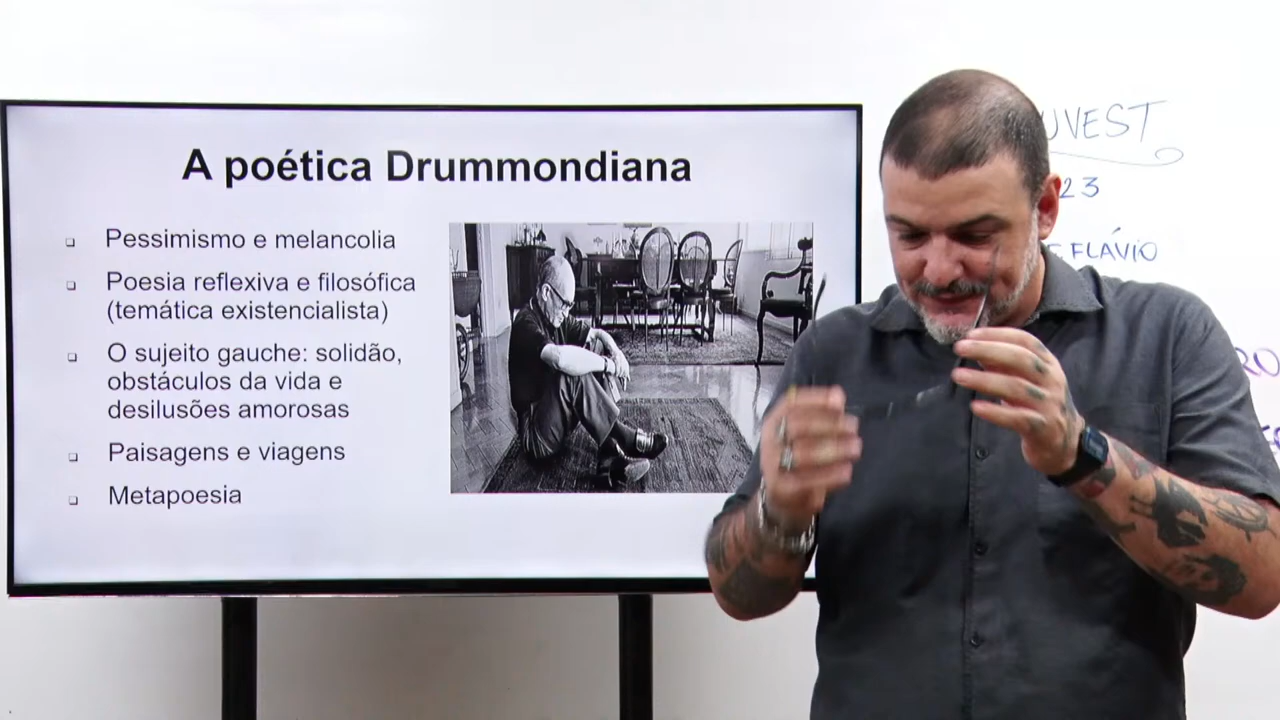 A poética Drummondiana
Pessimismo e melancolia
Poesia reflexiva e filosófica
(temática existencialista)
O sujeito gauche: solidão,
obstáculos da vida e
desilusões amorosas
Paisagens e viagens
Metapoesia
UVEST
23
FLÁVIO
RO